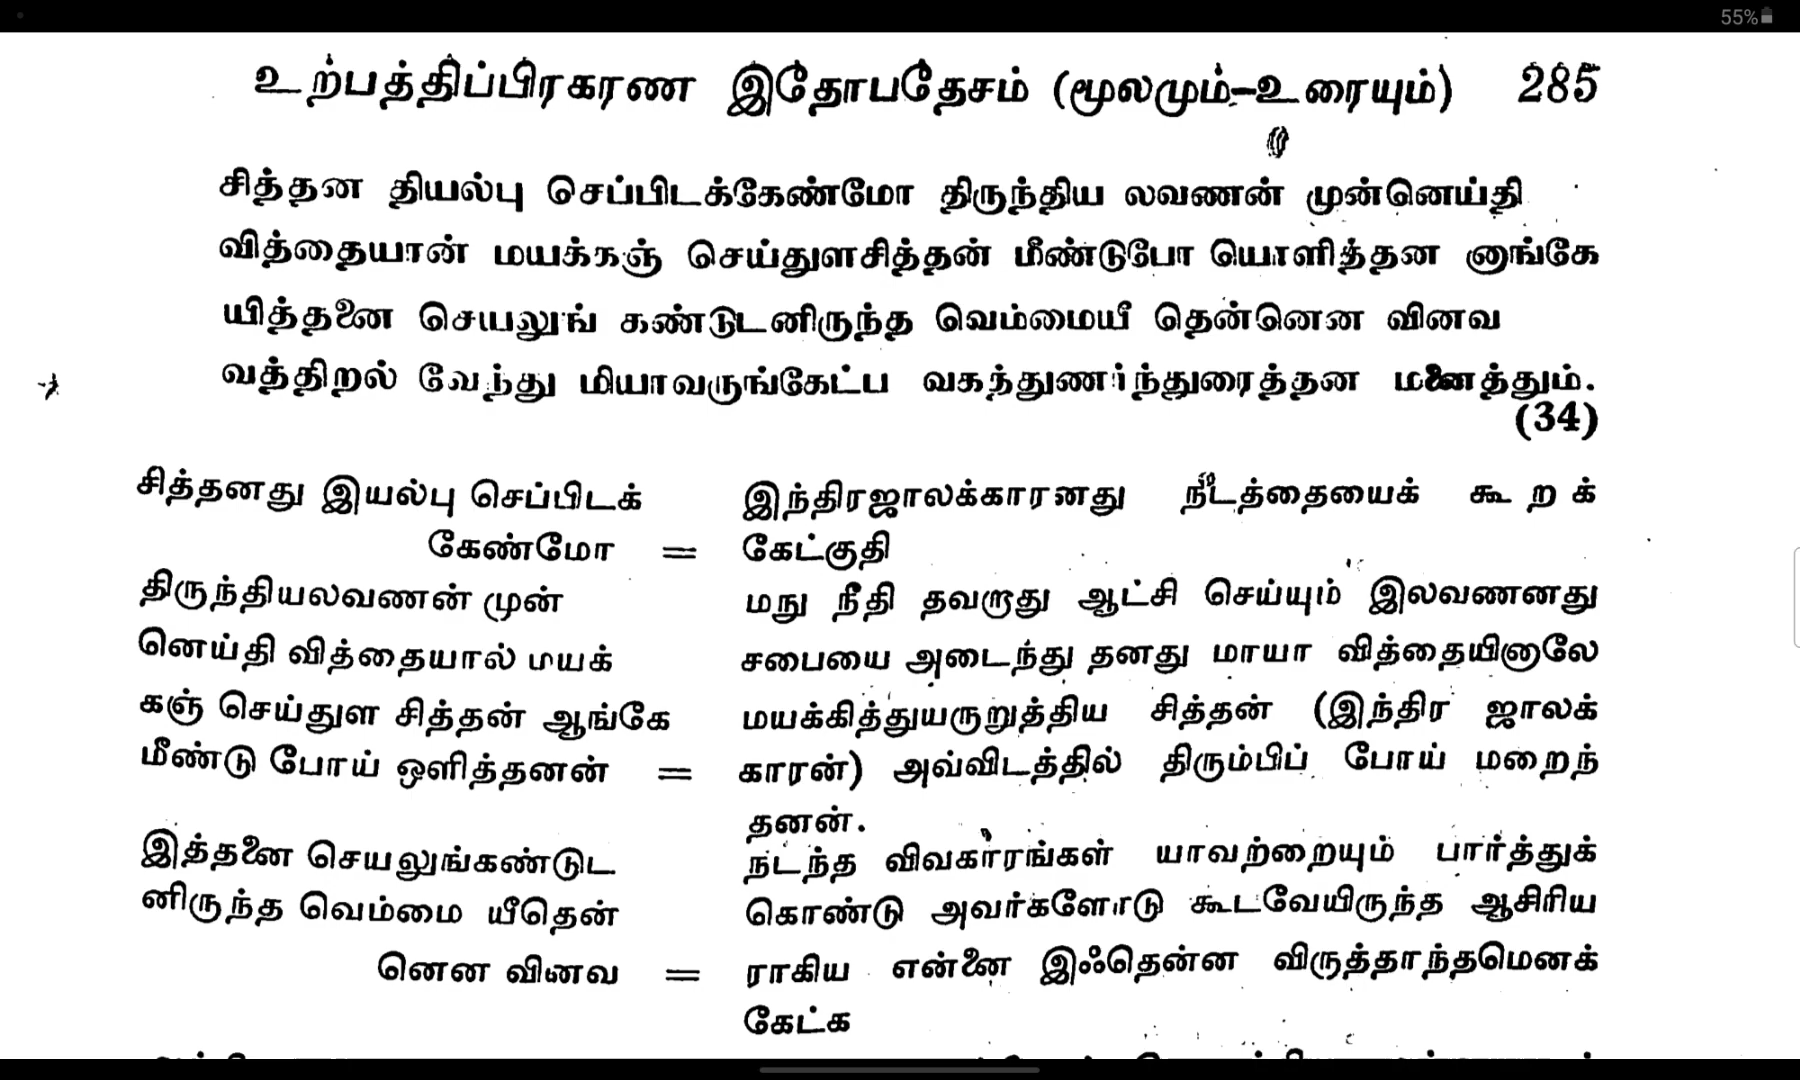 55%
உற்பத்திப்பிரகரண இதோபதேசம் (மூலமும்-உரையும்) 285
சித்தன தியல்பு செப்பிடக்கேண்மோ திருந்திய லவணன் முன்னெய்தி
வித்தையான் மயக்கஞ் செய்துளசித்தன் மீண்டுபோ யொளித்தன னாங்கே
யித்தனை செயலுங் கண்டுடனிருந்த வெம்மையீ தென்னென வினவ
வத்திறல் வேந்து மியாவருங்கேட்ப வகத்துணர்ந்துரைத்தன மனைத்தும்.
(34)
சித்தனது இயல்பு செப்பிடக் இந்திரஜாலக்காரனது நடத்தையைக் கூறக்
கேண்மோ = கேட்குதி
திருந்தியலவணன் முன் மநு நீதி தவறாது ஆட்சி செய்யும் இலவணனது
னெய்தி வித்தையால் மயக் சபையை அடைந்து தனது மாயா வித்தையினாலே
கஞ் செய்துள சித்தன் ஆங்கே மயக்கித்துயருறுத்திய சித்தன் (இந்திர ஜாலக்
மீண்டு போய் ஒளித்தனன் = காரன்) அவ்விடத்தில் திரும்பிப் போய் மறைந்
தனன்.
இத்தனை செயலுங்கண்டுட நடந்த விவகாரங்கள் யாவற்றையும் பார்த்துக்
னிருந்த வெம்மை யீதென் கொண்டு அவர்களோடு கூடவேயிருந்த ஆசிரிய
னென வினவ = ராகிய என்னை இஃதென்ன விருத்தாந்தமெனக்
கேட்க